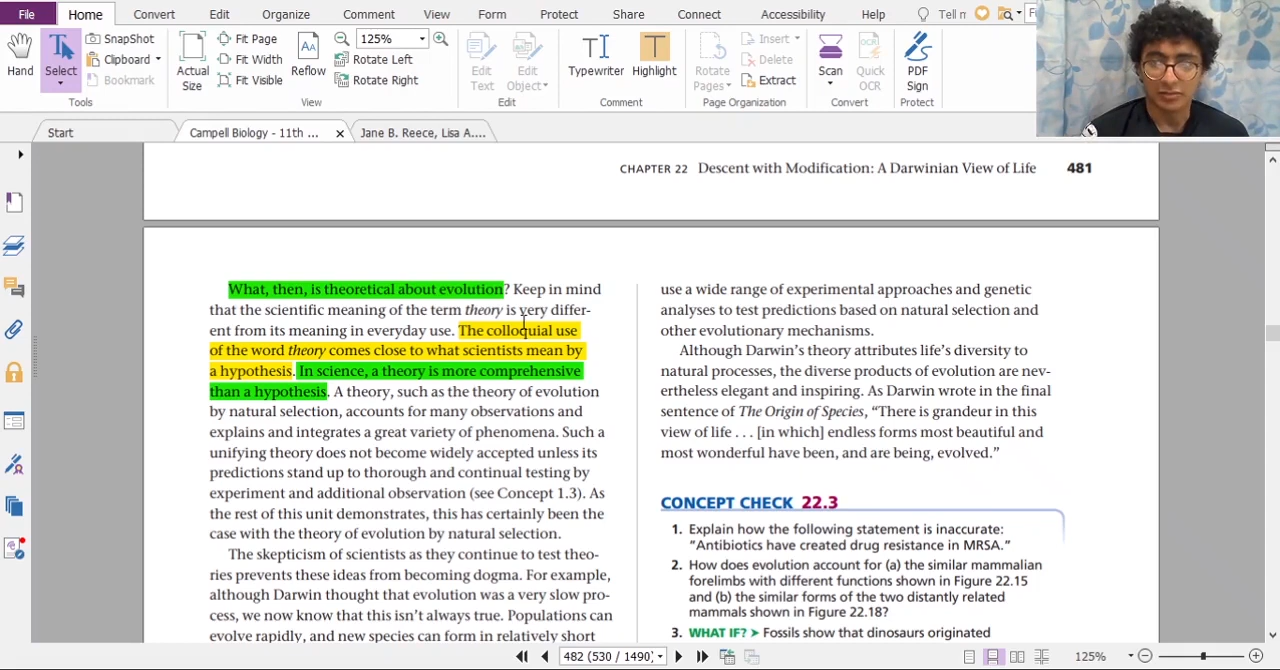 File
Home
Convert
Edit
Organize
Comment
View
Form
Protect
Share
Connect
Accessibility
Help
Tell
Hand
Select
SnapShot
Clipboard
Bookmark
Tools
Actual Size
Fit Page
Fit Width
Fit Visible
Reflow
125%
Rotate Left
Rotate Right
View
Edit Text
Edit Object
Edit
Typewriter
Highlight
Comment
Rotate Pages
Insert
Delete
Extract
Page Organization
Scan
Quick OCR
Convert
PDF Sign
Protect
Start
Campell Biology - 11th ...
Jane B. Reece, Lisa A....
CHAPTER 22 Descent with Modification: A Darwinian View of Life 481
What, then, is theoretical about evolution? Keep in mind
that the scientific meaning of the term theory is very differ-
ent from its meaning in everyday use. The colloquial use
of the word theory comes close to what scientists mean by
a hypothesis. In science, a theory is more comprehensive
than a hypothesis. A theory, such as the theory of evolution
by natural selection, accounts for many observations and
explains and integrates a great variety of phenomena. Such a
unifying theory does not become widely accepted unless its
predictions stand up to thorough and continual testing by
experiment and additional observation (see Concept 1.3). As
the rest of this unit demonstrates, this has certainly been the
case with the theory of evolution by natural selection.
The skepticism of scientists as they continue to test theo-
ries prevents these ideas from becoming dogma. For example,
although Darwin thought that evolution was a very slow pro-
cess, we now know that this isn't always true. Populations can
evolve rapidly, and new species can form in relatively short
use a wide range of experimental approaches and genetic
analyses to test predictions based on natural selection and
other evolutionary mechanisms.
Although Darwin's theory attributes life's diversity to
natural processes, the diverse products of evolution are nev-
ertheless elegant and inspiring. As Darwin wrote in the final
sentence of The Origin of Species, “There is grandeur in this
view of life . . . [in which] endless forms most beautiful and
most wonderful have been, and are being, evolved.”
CONCEPT CHECK 22.3
1. Explain how the following statement is inaccurate:
“Antibiotics have created drug resistance in MRSA.”
2. How does evolution account for (a) the similar mammalian
forelimbs with different functions shown in Figure 22.15
and (b) the similar forms of the two distantly related
mammals shown in Figure 22.18?
3. WHAT IF? ➤ Fossils show that dinosaurs originated
482 (530 / 1490)
125%